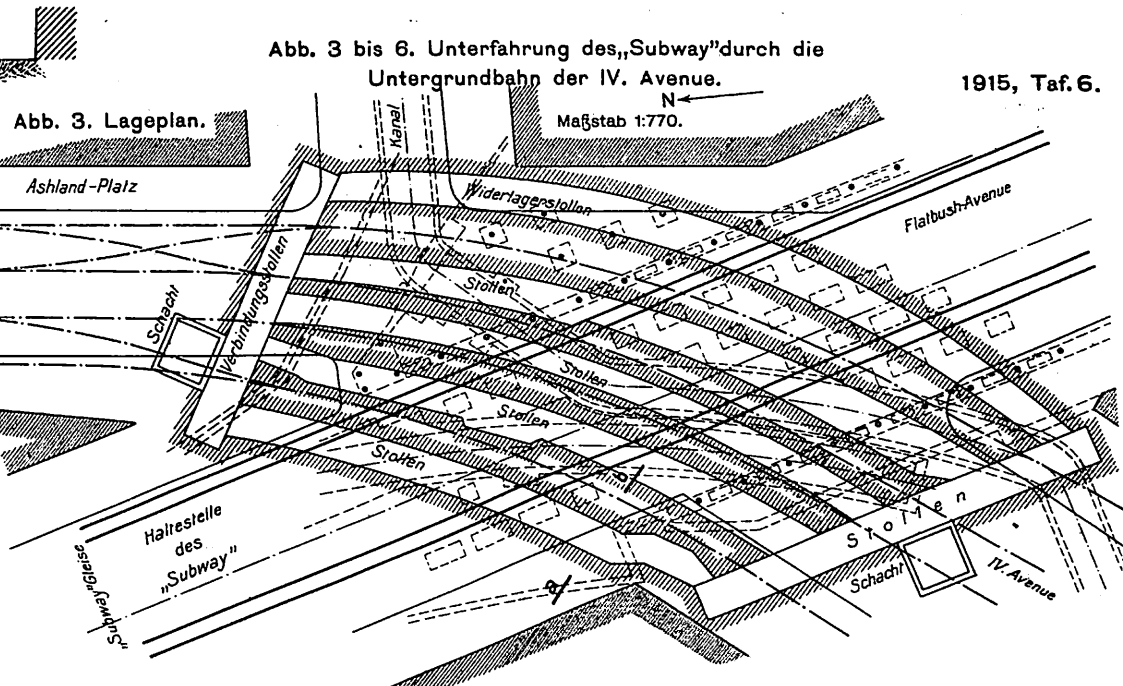 Abb. 3 bis 6. Unterfahrung des „Subway" durch die
Untergrundbahn der IV. Avenue.
1915, Taf. 6.
N
Maßstab 1:770.
Abb. 3. Lageplan.
Kanal
Ashland-Platz
Widerlagerstollen
Flatbush-Avenue
Verbindungsstollen
Schacht
Stollen
Stollen
Stollen
Stollen
Stollen
Haltestelle
des
„Subway"
„Subway" Gleise
Schacht
IV. Avenue